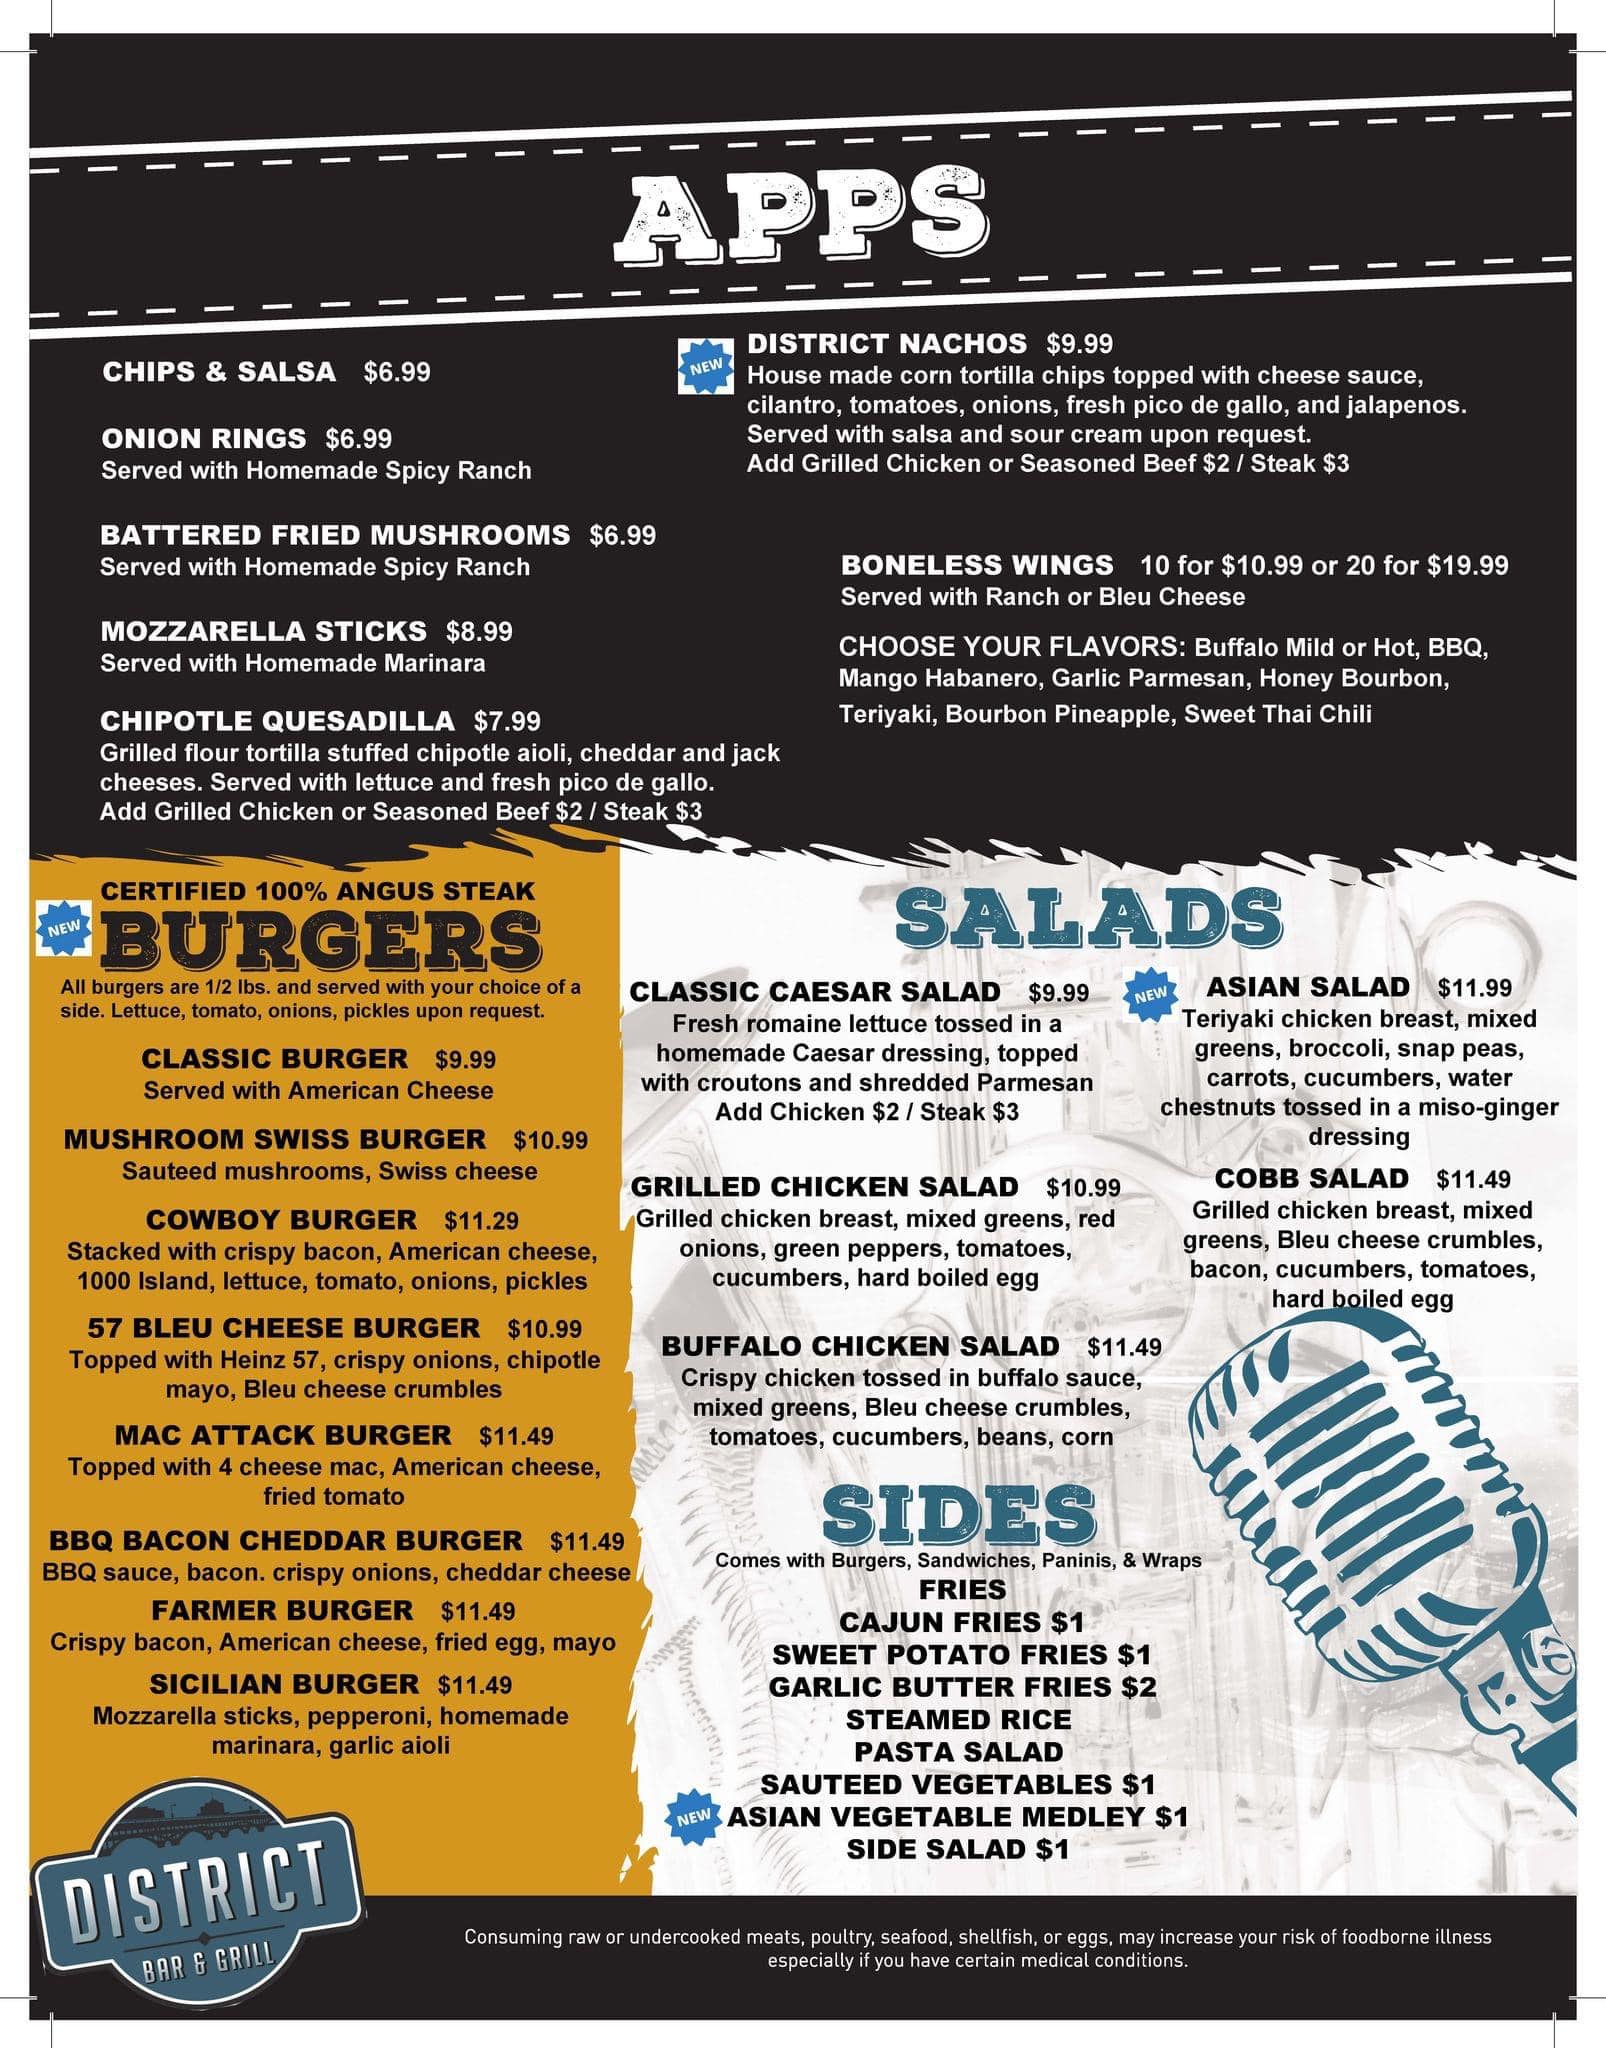 APPS
CHIPS & SALSA $6.99
ONION RINGS $6.99
Served with Homemade Spicy Ranch
BATTERED FRIED MUSHROOMS $6.99
Served with Homemade Spicy Ranch
MOZZARELLA STICKS $8.99
Served with Homemade Marinara
CHIPOTLE QUESADILLA $7.99
Grilled flour tortilla stuffed chipotle aioli, cheddar and jack
cheeses. Served with lettuce and fresh pico de gallo.
Add Grilled Chicken or Seasoned Beef $2 / Steak $3
NEW
DISTRICT NACHOS $9.99
House made corn tortilla chips topped with cheese sauce,
cilantro, tomatoes, onions, fresh pico de gallo, and jalapenos.
Served with salsa and sour cream upon request.
Add Grilled Chicken or Seasoned Beef $2 / Steak $3
BONELESS WINGS 10 for $10.99 or 20 for $19.99
Served with Ranch or Bleu Cheese
CHOOSE YOUR FLAVORS: Buffalo Mild or Hot, BBQ,
Mango Habanero, Garlic Parmesan, Honey Bourbon,
Teriyaki, Bourbon Pineapple, Sweet Thai Chili
CERTIFIED 100% ANGUS STEAK
NEW
BURGERS
All burgers are 1/2 lbs. and served with your choice of a
side. Lettuce, tomato, onions, pickles upon request.
CLASSIC BURGER $9.99
Served with American Cheese
MUSHROOM SWISS BURGER $10.99
Sauteed mushrooms, Swiss cheese
COWBOY BURGER $11.29
Stacked with crispy bacon, American cheese,
1000 Island, lettuce, tomato, onions, pickles
57 BLEU CHEESE BURGER $10.99
Topped with Heinz 57, crispy onions, chipotle
mayo, Bleu cheese crumbles
MAC ATTACK BURGER $11.49
Topped with 4 cheese mac, American cheese,
fried tomato
BBQ BACON CHEDDAR BURGER $11.49
BBQ sauce, bacon. crispy onions, cheddar cheese
FARMER BURGER $11.49
Crispy bacon, American cheese, fried egg, mayo
SICILIAN BURGER $11.49
Mozzarella sticks, pepperoni, homemade
marinara, garlic aioli
SALADS
CLASSIC CAESAR SALAD $9.99
Fresh romaine lettuce tossed in a
homemade Caesar dressing, topped
with croutons and shredded Parmesan
Add Chicken $2 / Steak $3
GRILLED CHICKEN SALAD $10.99
Grilled chicken breast, mixed greens, red
onions, green peppers, tomatoes,
cucumbers, hard boiled egg
BUFFALO CHICKEN SALAD $11.49
Crispy chicken tossed in buffalo sauce,
mixed greens, Bleu cheese crumbles,
tomatoes, cucumbers, beans, corn
NEW
ASIAN SALAD $11.99
Teriyaki chicken breast, mixed
greens, broccoli, snap peas,
carrots, cucumbers, water
chestnuts tossed in a miso-ginger
dressing
COBB SALAD $11.49
Grilled chicken breast, mixed
greens, Bleu cheese crumbles,
bacon, cucumbers, tomatoes,
hard boiled egg
SIDES
Comes with Burgers, Sandwiches, Paninis, & Wraps
FRIES
CAJUN FRIES $1
SWEET POTATO FRIES $1
GARLIC BUTTER FRIES $2
STEAMED RICE
PASTA SALAD
SAUTEED VEGETABLES $1
NEW
ASIAN VEGETABLE MEDLEY $1
SIDE SALAD $1
DISTRICT
BAR & GRILL
Consuming raw or undercooked meats, poultry, seafood, shellfish, or eggs, may increase your risk of foodborne illness
especially if you have certain medical conditions.